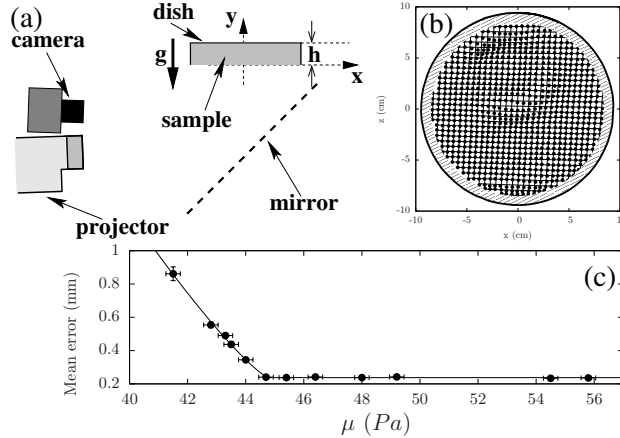 (a)
camera
projector
dish
y
g
h
x
sample
mirror
(b)
10
5
0
-5
-10
z (cm)
-10 -5 0 5 10
x (cm)
(c)
1
0.8
0.6
0.4
0.2
Mean error (mm)
40 42 44 46 48 50 52 54 56
μ (Pa)